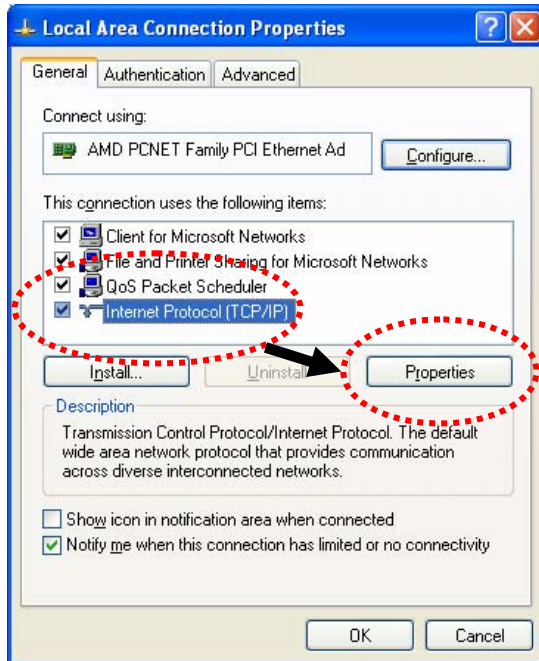 Local Area Connection Properties
General Authentication Advanced
Connect using:
AMD PCNET Family PCI Ethernet Ad
Configure...
This connection uses the following items:
Client for Microsoft Networks
File and Printer Sharing for Microsoft Networks
QoS Packet Scheduler
Internet Protocol (TCP/IP)
Install... Uninstall Properties
Description
Transmission Control Protocol/Internet Protocol. The default
wide area network protocol that provides communication
across diverse interconnected networks.
Show icon in notification area when connected
Notify me when this connection has limited or no connectivity
OK Cancel